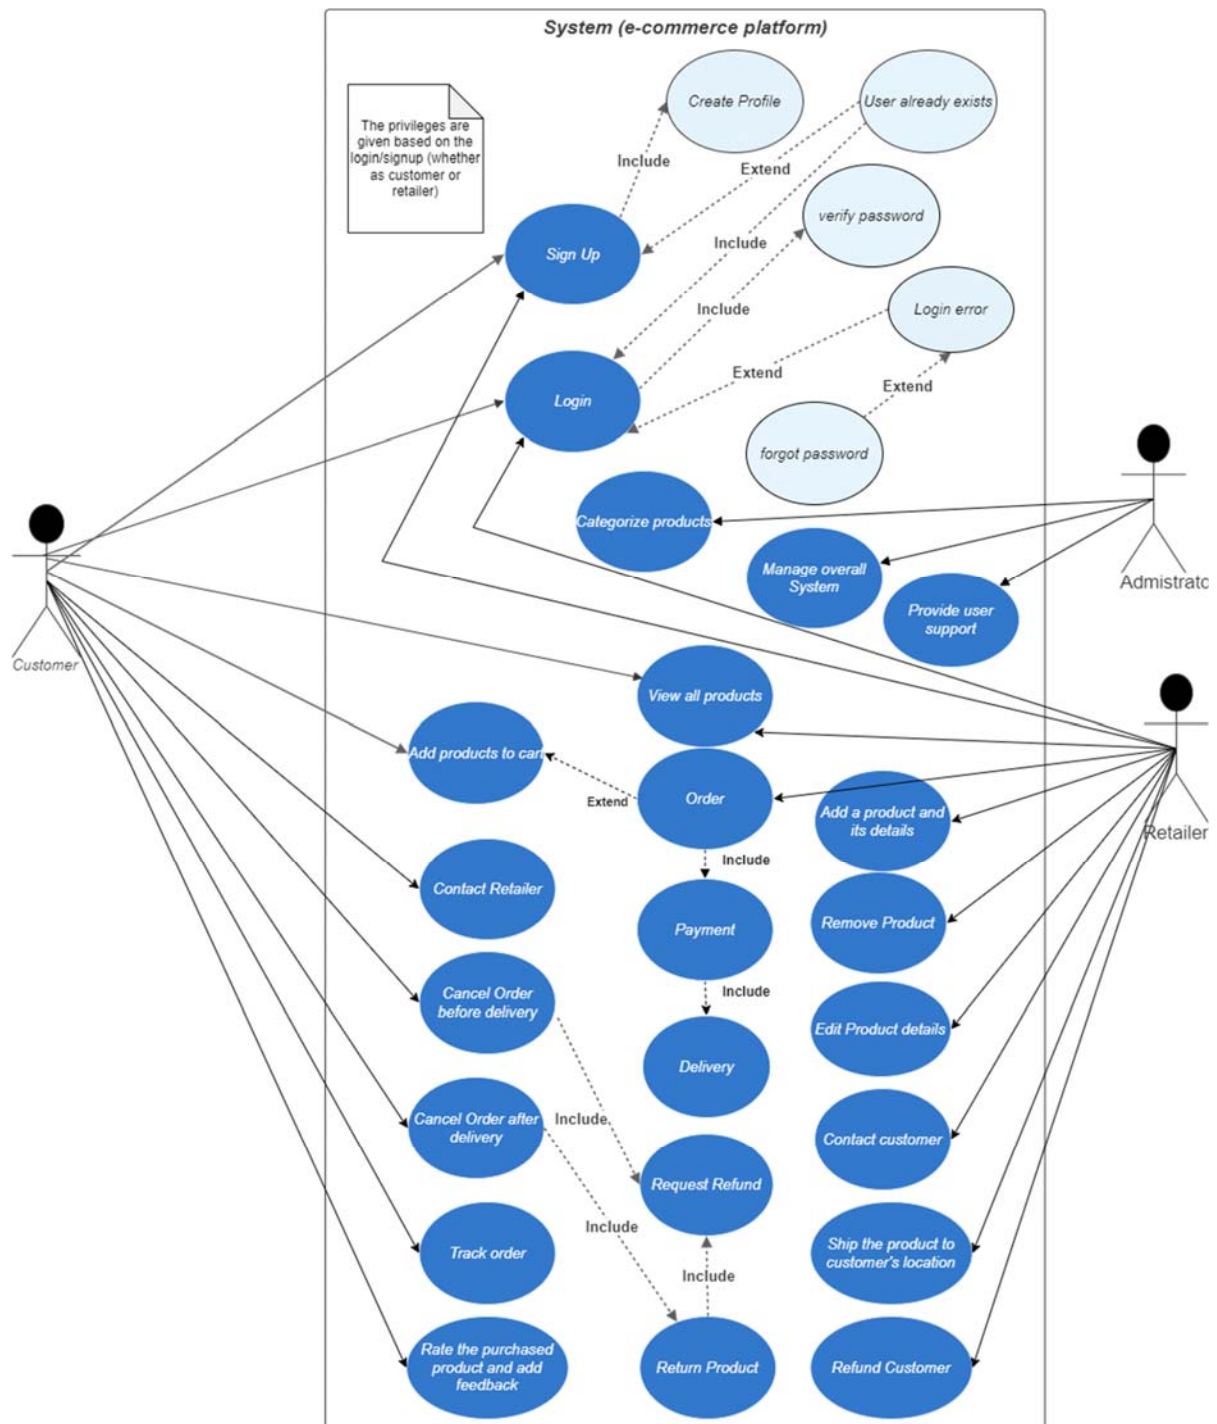 System (e-commerce platform)
The privileges are
given based on the
login/signup (whether
as customer or
retailer)
Create Profile
User already exists
Include
Extend
verify password
Sign Up
Include
Include
Login error
Extend
Extend
Login
forgot password
Categorize products
Manage overall
System
Provide user
support
Admistrato
Customer
View all products
Add products to cart
Extend
Order
Add a product and
its details
Retailer
Include
Contact Retailer
Payment
Remove Product
Include
Cancel Order
before delivery
Edit Product details
Delivery
Cancel Order after
delivery
Include
Contact customer
Request Refund
Include
Track order
Include
Ship the product to
customer's location
Rate the purchased
product and add
feedback
Return Product
Refund Customer